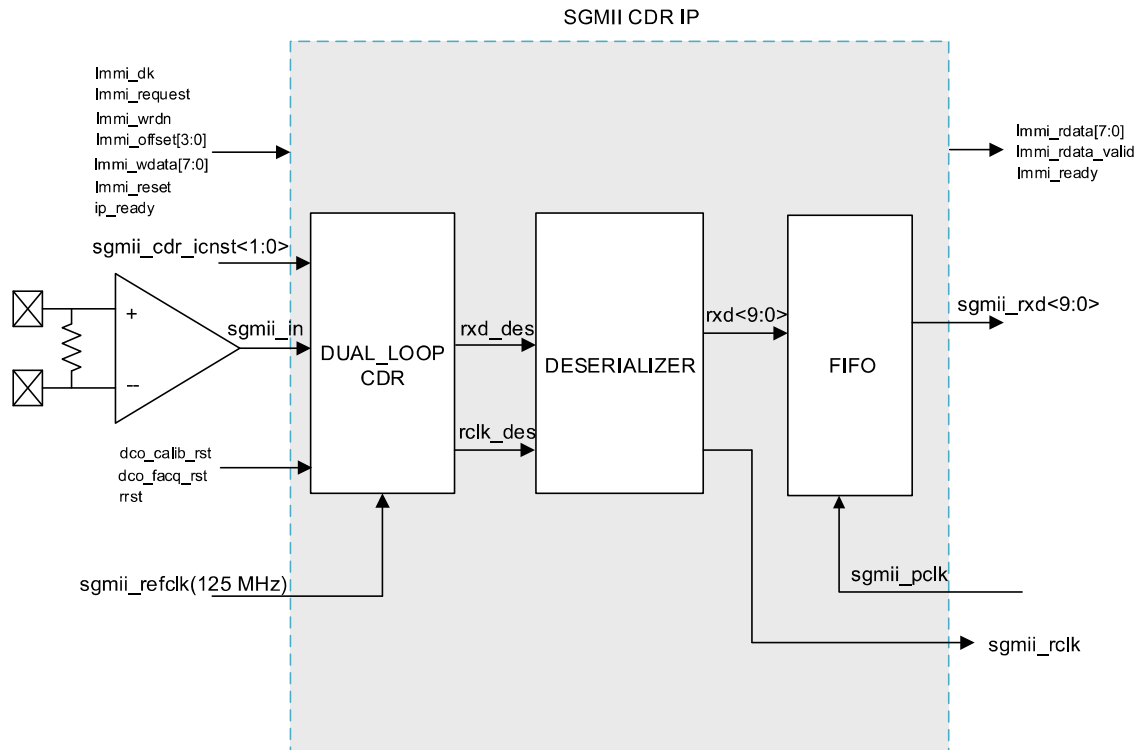 SGMII CDR IP
lmmi_clk
lmmi_request
lmmi_wrdn
lmmi_offset[3:0]
lmmi_wdata[7:0]
lmmi_reset
ip_ready
lmmi_rdata[7:0]
lmmi_rdata_valid
lmmi_ready
sgmii_cdr_icnst<1:0>
+
--
sgmii_in
DUAL_LOOP
CDR
rxd_des
rclk_des
DESERIALIZER
rxd<9:0>
FIFO
sgmii_rxd<9:0>
dco_calib_rst
dco_facq_rst
rrst
sgmii_refclk(125 MHz)
sgmii_pclk
sgmii_rclk